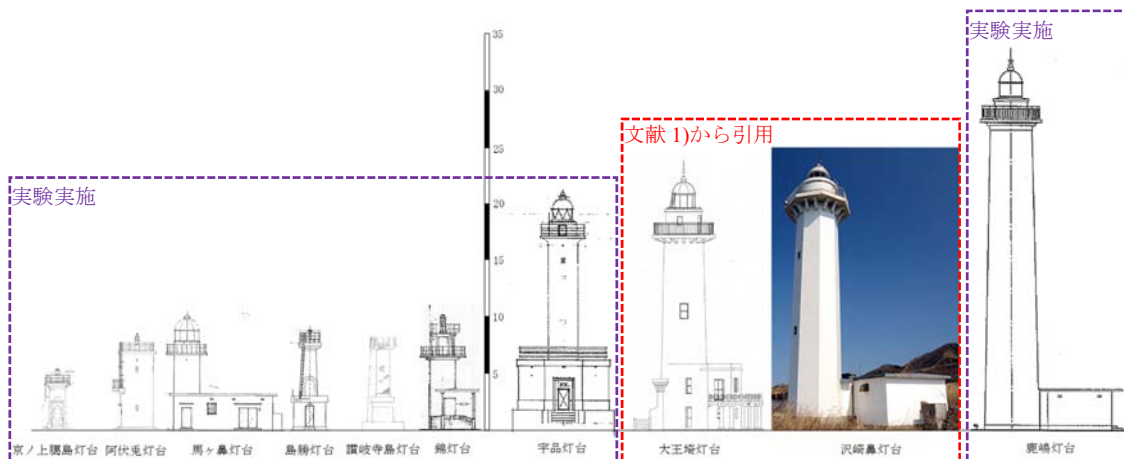 実験実施
35
30
25
20
15
10
5
文献 1)から引用
実験実施
京ノ上臈島灯台 阿伏兎灯台 馬ヶ鼻灯台 島勝灯台 讃岐寺島灯台 錦灯台 宇品灯台 大王埼灯台 沢崎鼻灯台 鹿嶋灯台